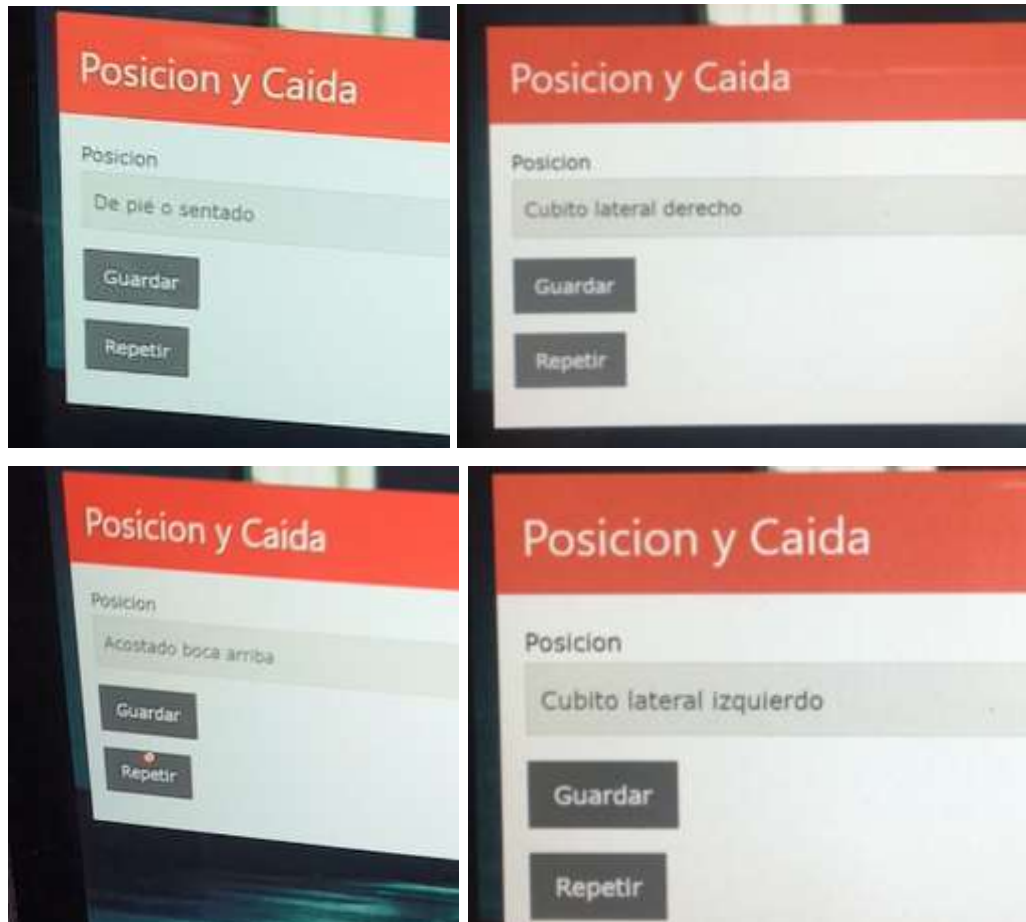 Posicion y Caida
Posicion
De pie o sentado
Guardar
Repetir
Posicion y Caida
Posicion
Cubito lateral derecho
Guardar
Repetir
Posicion y Caida
Posicion
Acostado boca arriba
Guardar
Repetir
Posicion y Caida
Posicion
Cubito lateral izquierdo
Guardar
Repetir